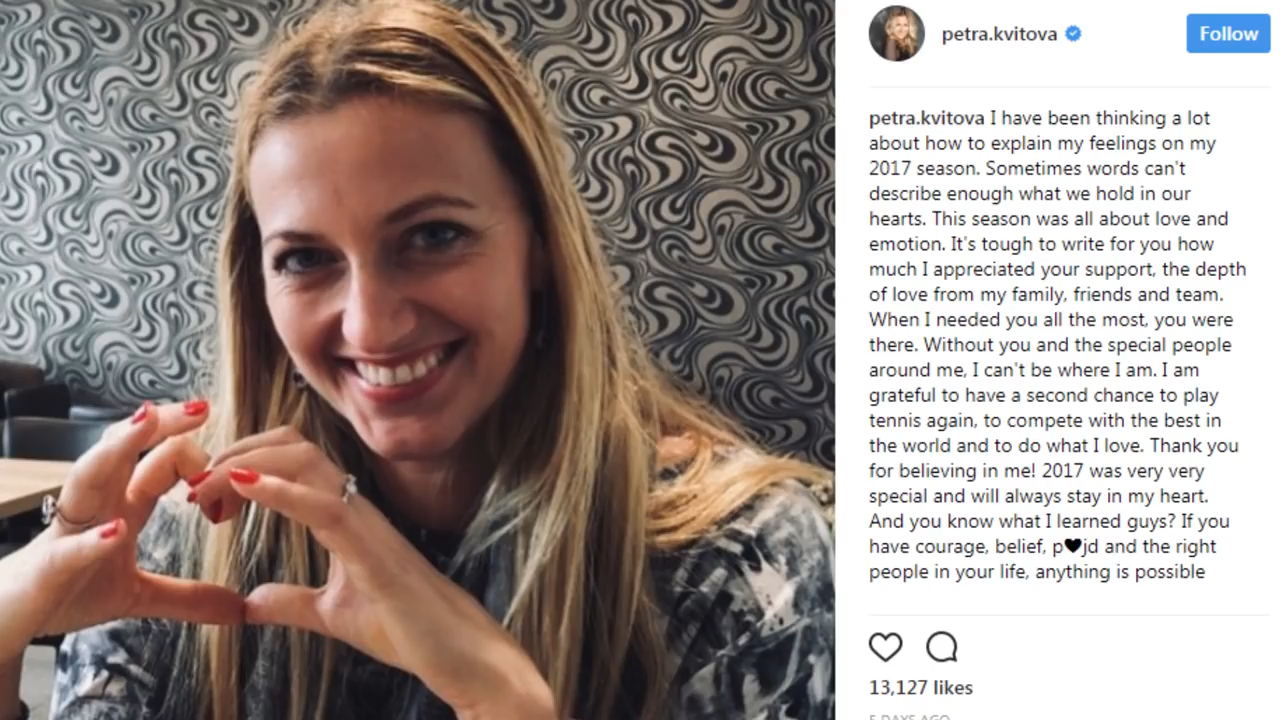 petra.kvitova
Follow
petra.kvitova I have been thinking a lot
about how to explain my feelings on my
2017 season. Sometimes words can't
describe enough what we hold in our
hearts. This season was all about love and
emotion. It's tough to write for you how
much I appreciated your support, the depth
of love from my family, friends and team.
When I needed you all the most, you were
there. Without you and the special people
around me, I can't be where I am. I am
grateful to have a second chance to play
tennis again, to compete with the best in
the world and to do what I love. Thank you
for believing in me! 2017 was very very
special and will always stay in my heart.
And you know what I learned guys? If you
have courage, belief, p🖤jd and the right
people in your life, anything is possible
13,127 likes
5 DAYS AGO